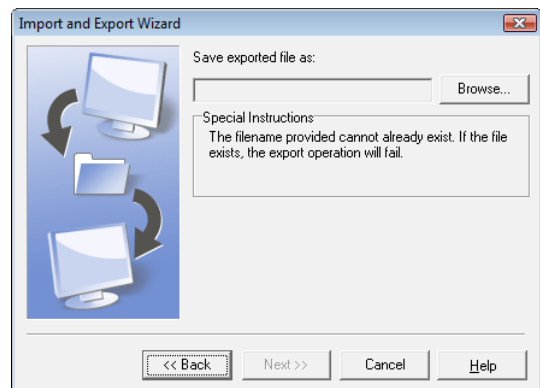 Import and Export Wizard
Save exported file as:
Browse...
Special Instructions
The filename provided cannot already exist. If the file
exists, the export operation will fail.
<< Back
Next >>
Cancel
Help